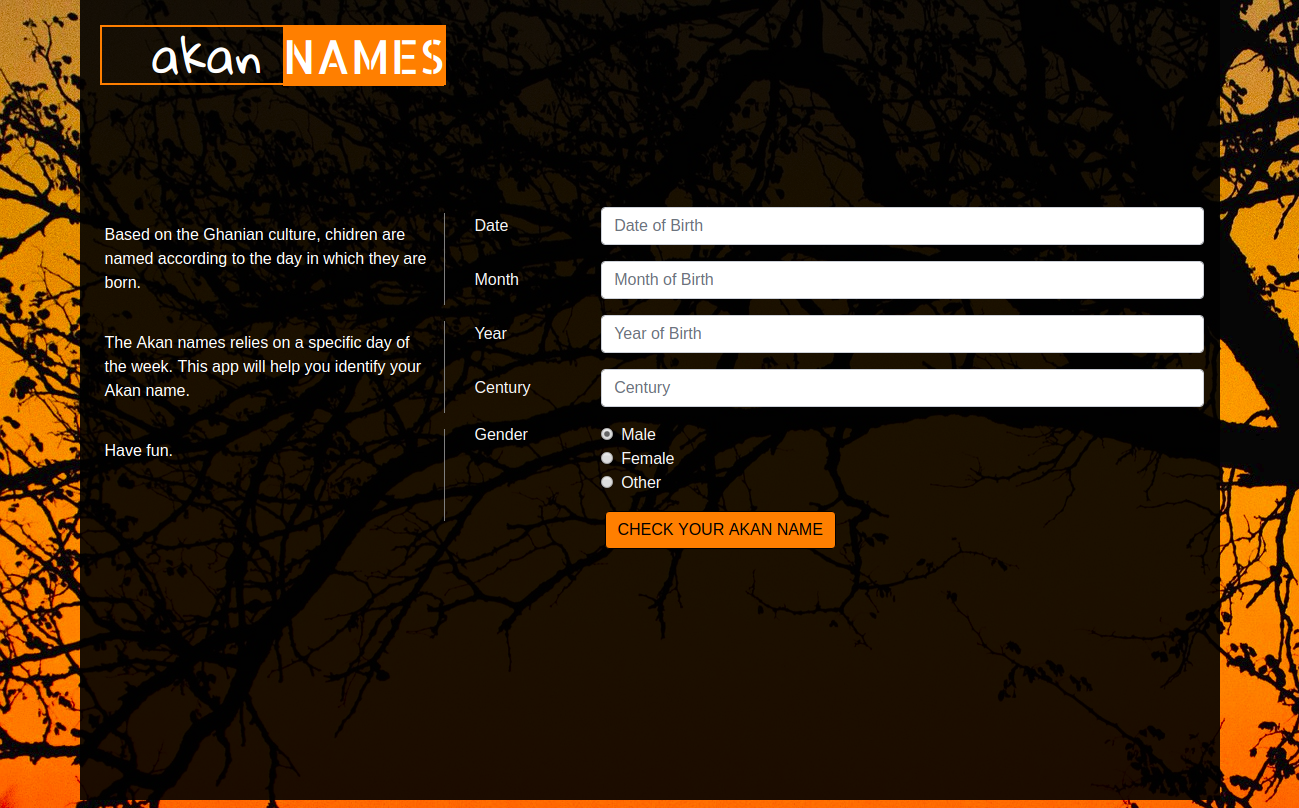 akan NAMES
Based on the Ghanian culture, chidren are
named according to the day in which they are
born.
The Akan names relies on a specific day of
the week. This app will help you identify your
Akan name.
Have fun.
Date
Date of Birth
Month
Month of Birth
Year
Year of Birth
Century
Century
Gender
Male
Female
Other
CHECK YOUR AKAN NAME